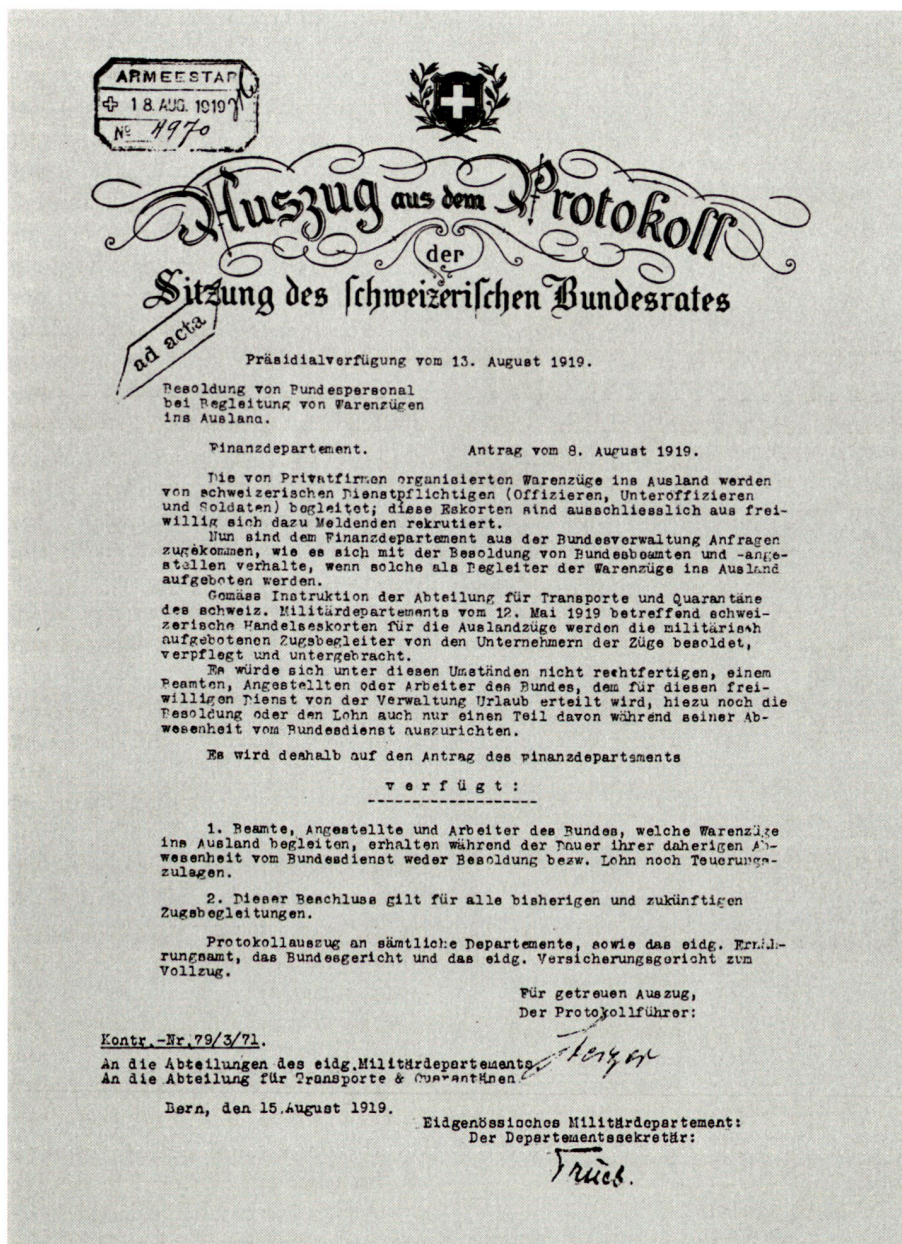 ARMEESTAB
18. AUG. 1919
No 4970
Auszug aus dem Protokoll
der
Sitzung des schweizerischen Bundesrates
ad acta
Präsidialverfügung vom 13. August 1919.
Besoldung von Bundespersonal
bei Begleitung von Warenzügen
ins Ausland.
Finanzdepartement. Antrag vom 8. August 1919.
Die von Privatfirmen organisierten Warenzüge ins Ausland werden
von schweizerischen Dienstpflichtigen (Offizieren, Unteroffizieren
und Soldaten) begleitet; diese Eskorten sind ausschliesslich aus frei-
willig sich dazu Meldenden rekrutiert.
Nun sind dem Finanzdepartement aus der Bundesverwaltung Anfragen
zugekommen, wie es sich mit der Besoldung von Bundesbeamten und -ange-
stellen verhalte, wenn solche als Begleiter der Warenzüge ins Ausland
aufgeboten werden.
Gemäss Instruktion der Abteilung für Transporte und Quarantäne
des schweiz. Militärdepartements vom 12. Mai 1919 betreffend schwei-
zerische Handelseskorten für die Auslandzüge werden die militärisch
aufgebotenen Zugsbegleiter von den Unternehmern der Züge besoldet,
verpflegt und untergebracht.
Es würde sich unter diesen Umständen nicht rechtfertigen, einem
Beamten, Angestellten oder Arbeiter des Bundes, dem für diesen frei-
willigen Dienst von der Verwaltung Urlaub erteilt wird, hiezu noch die
Besoldung oder den Lohn auch nur einen Teil davon während seiner Ab-
wesenheit vom Bundesdienst auszurichten.
Es wird deshalb auf den Antrag des Finanzdepartements
verfügt:
1. Beamte, Angestellte und Arbeiter des Bundes, welche Warenzüge
ins Ausland begleiten, erhalten während der Dauer ihrer daherigen Ab-
wesenheit vom Bundesdienst weder Besoldung bezw. Lohn noch Teuerungs-
zulagen.
2. Dieser Beschluss gilt für alle bisherigen und zukünftigen
Zugsbegleitungen.
Protokollauszug an sämtliche Departemente, sowie das eidg. Ernäh-
rungsamt, das Bundesgericht und das eidg. Versicherungsgericht zum
Vollzug.
Für getreuen Auszug,
Der Protokollführer:
Kontr.-Nr.79/3/71.
Steiger
An die Abteilungen des eidg.Militärdepartements
An die Abteilung für Transporte & Quarantänen
Bern, den 15.August 1919.
Eidgenössisches Militärdepartement:
Der Departementssekretär:
Trüeb.